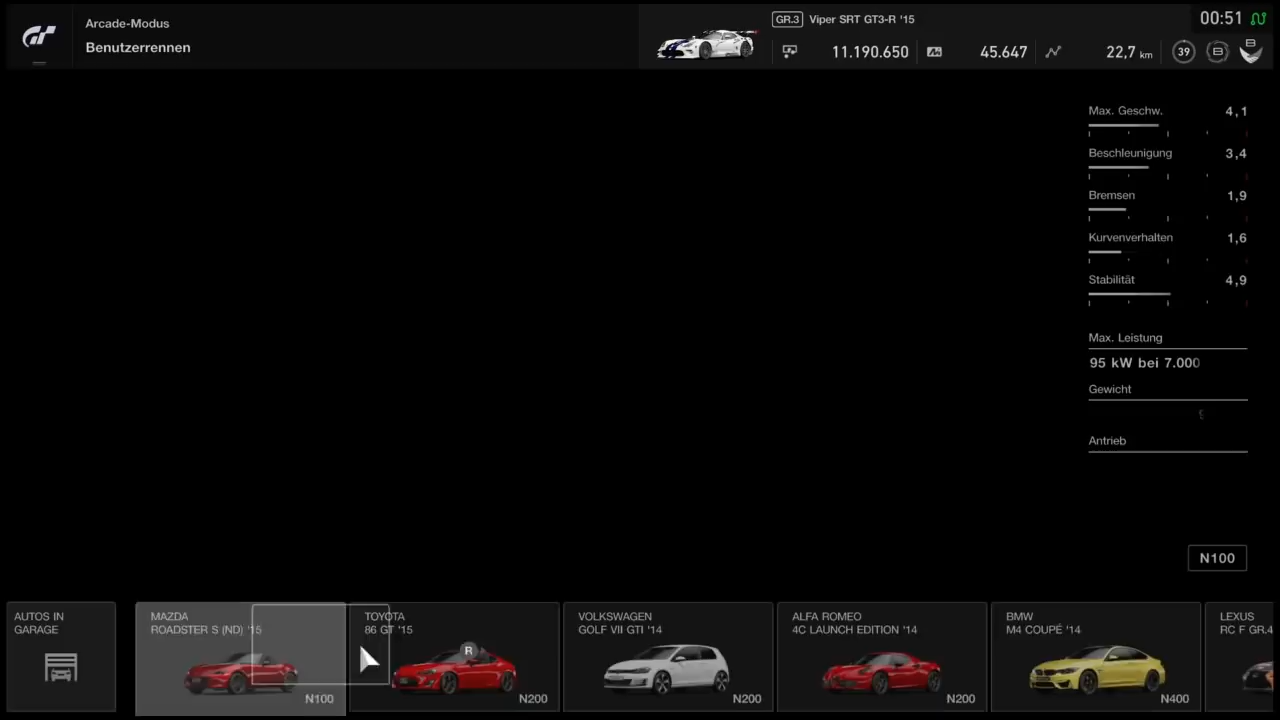 Arcade-Modus
Benutzerrennen
GR.3 Viper SRT GT3-R '15
00:51
11.190.650
45.647
22,7 km
39
B
B
Max. Geschw. 4,1
Beschleunigung 3,4
Bremsen 1,9
Kurvenverhalten 1,6
Stabilität 4,9
Max. Leistung
95 kW bei 7.000
Gewicht
Antrieb
N100
AUTOS IN
GARAGE
MAZDA
ROADSTER S (ND) '15
N100
TOYOTA
86 GT '15
R
N200
VOLKSWAGEN
GOLF VII GTI '14
N200
ALFA ROMEO
4C LAUNCH EDITION '14
N200
BMW
M4 COUPÉ '14
N400
LEXUS
RC F GR.4